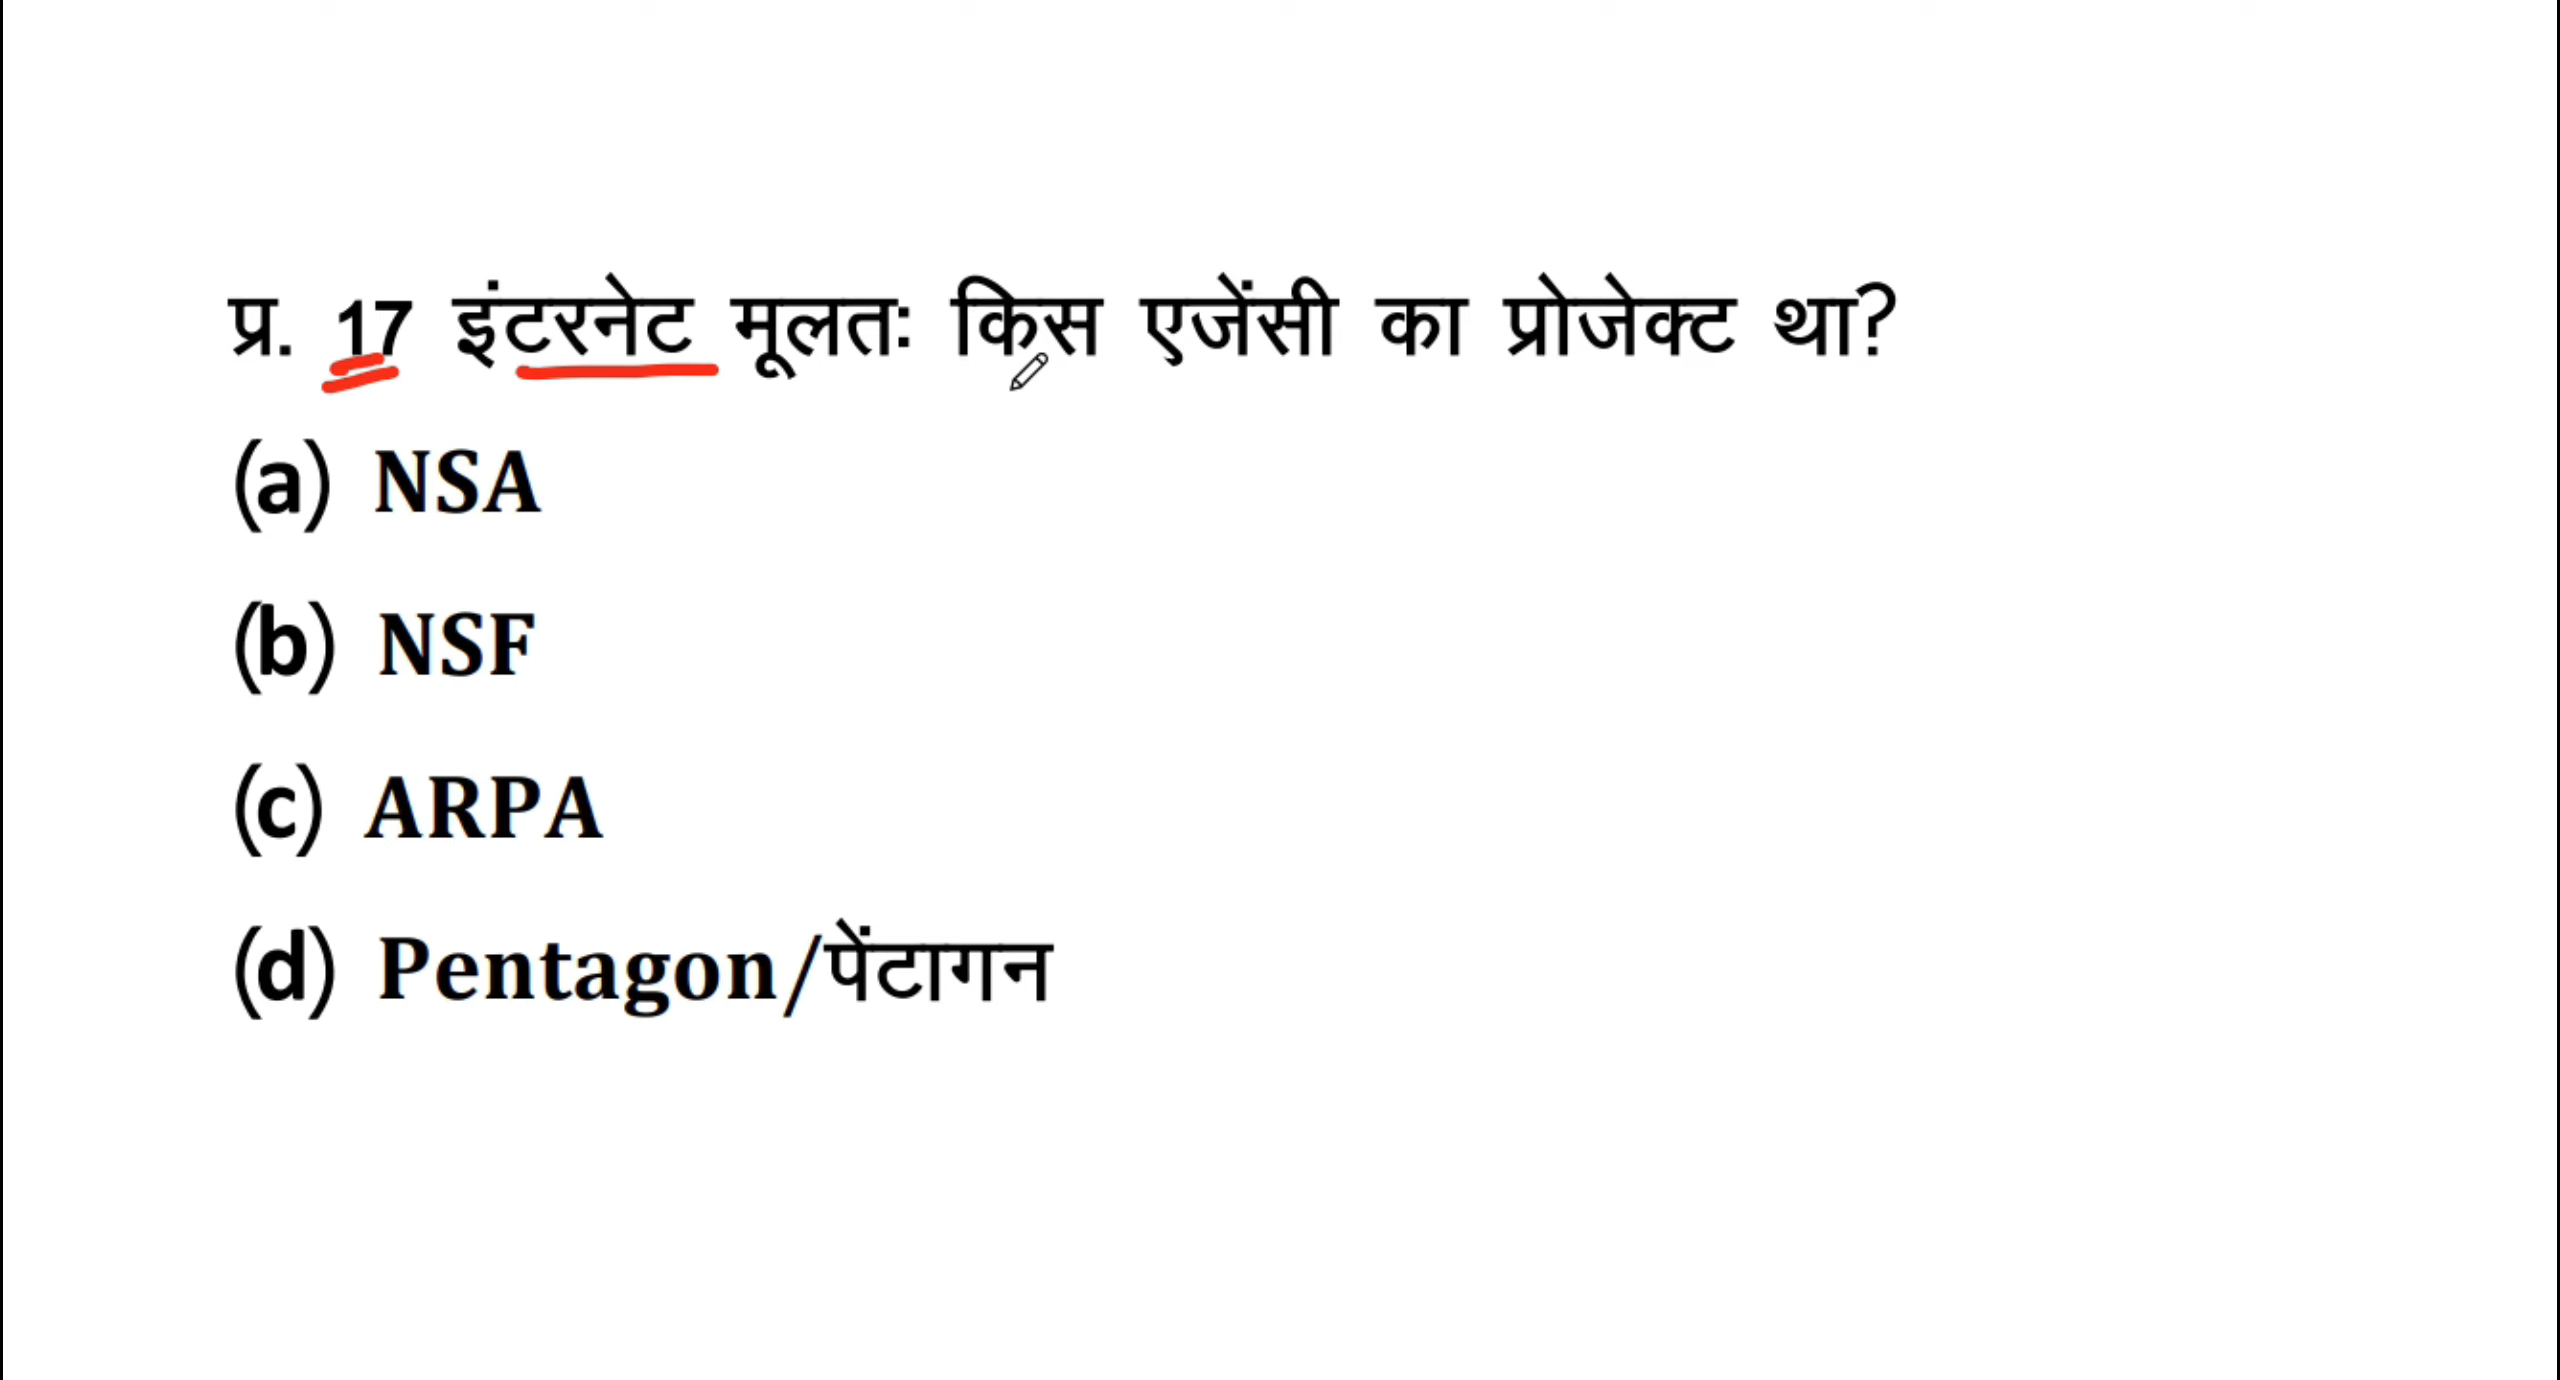 प्र. 17 इंटरनेट मूलतः किस एजेंसी का प्रोजेक्ट था?
(a) NSA
(b) NSF
(c) ARPA
(d) Pentagon/पेंटागन